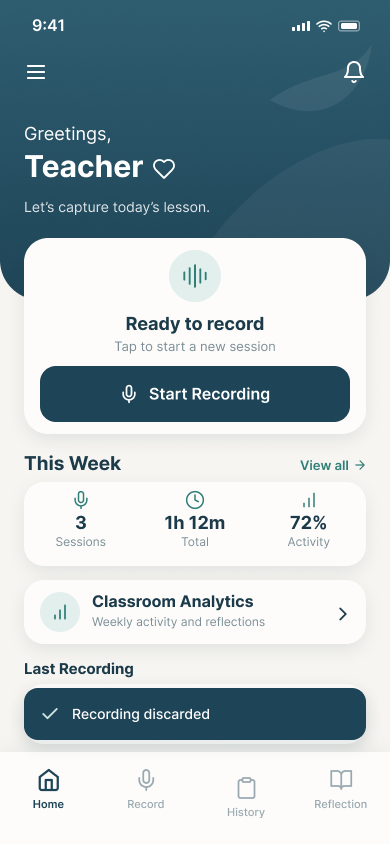 9:41
Greetings,
Teacher
Let's capture today's lesson.
Ready to record
Tap to start a new session
Start Recording
This Week
View all
3
1h 12m
72%
Sessions
Total
Activity
Classroom Analytics
Weekly activity and reflections
Last Recording
Recording discarded
Home
Record
History
Reflection